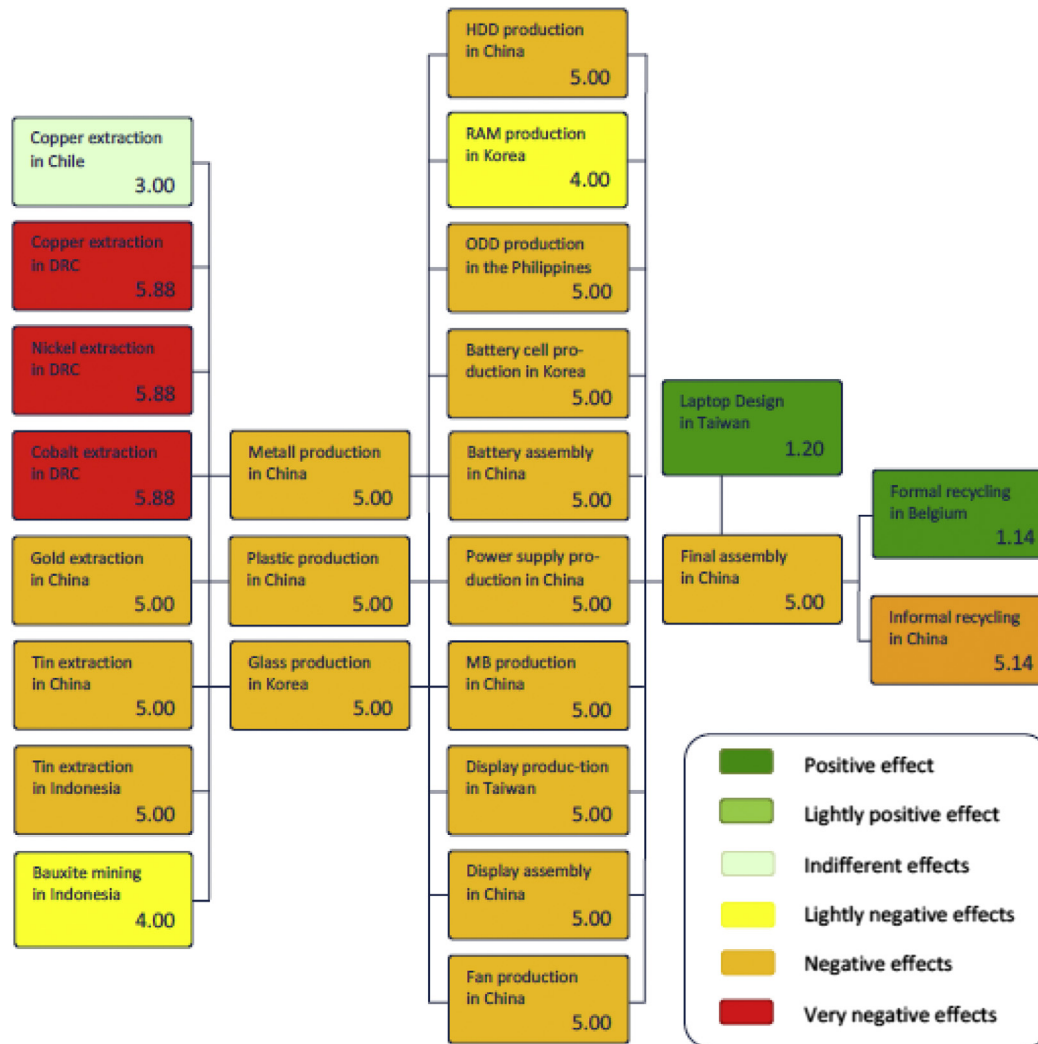 Copper extraction
in Chile
3.00
Copper extraction
in DRC
5.88
Nickel extraction
in DRC
5.88
Cobalt extraction
in DRC
5.88
Gold extraction
in China
5.00
Tin extraction
in China
5.00
Tin extraction
in Indonesia
5.00
Bauxite mining
in Indonesia
4.00
Metall production
in China
5.00
Plastic production
in China
5.00
Glass production
in Korea
5.00
HDD production
in China
5.00
RAM production
in Korea
4.00
ODD production
in the Philippines
5.00
Battery cell pro-
duction in Korea
5.00
Battery assembly
in China
5.00
Power supply pro-
duction in China
5.00
MB production
in China
5.00
Display produc-tion
in Taiwan
5.00
Display assembly
in China
5.00
Fan production
in China
5.00
Laptop Design
in Taiwan
1.20
Final assembly
in China
5.00
Formal recycling
in Belgium
1.14
Informal recycling
in China
5.14
Positive effect
Lightly positive effect
Indifferent effects
Lightly negative effects
Negative effects
Very negative effects